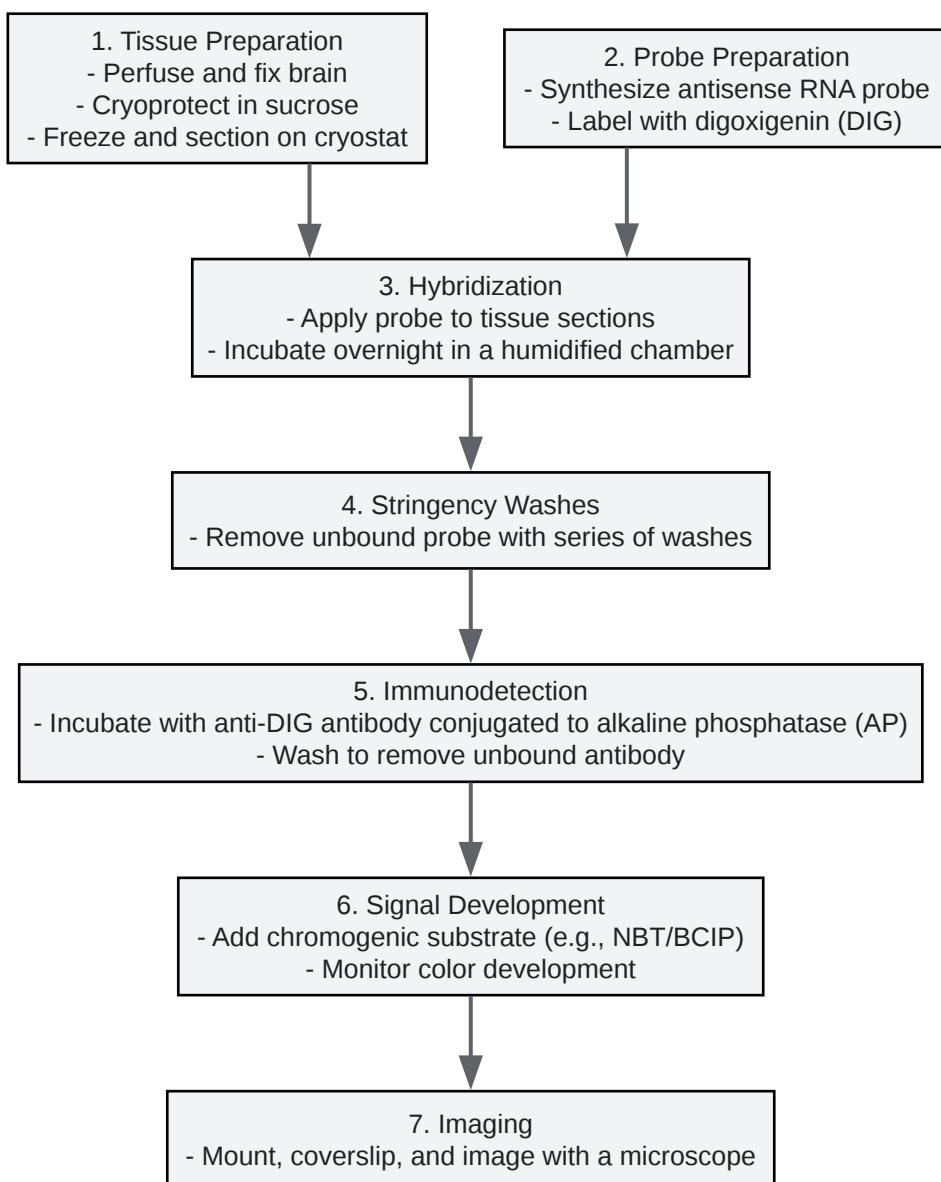 1. Tissue Preparation
- Perfuse and fix brain
- Cryoprotect in sucrose
- Freeze and section on cryostat
2. Probe Preparation
- Synthesize antisense RNA probe
- Label with digoxigenin (DIG)
3. Hybridization
- Apply probe to tissue sections
- Incubate overnight in a humidified chamber
4. Stringency Washes
- Remove unbound probe with series of washes
5. Immunodetection
- Incubate with anti-DIG antibody conjugated to alkaline phosphatase (AP)
- Wash to remove unbound antibody
6. Signal Development
- Add chromogenic substrate (e.g., NBT/BCIP)
- Monitor color development
7. Imaging
- Mount, coverslip, and image with a microscope